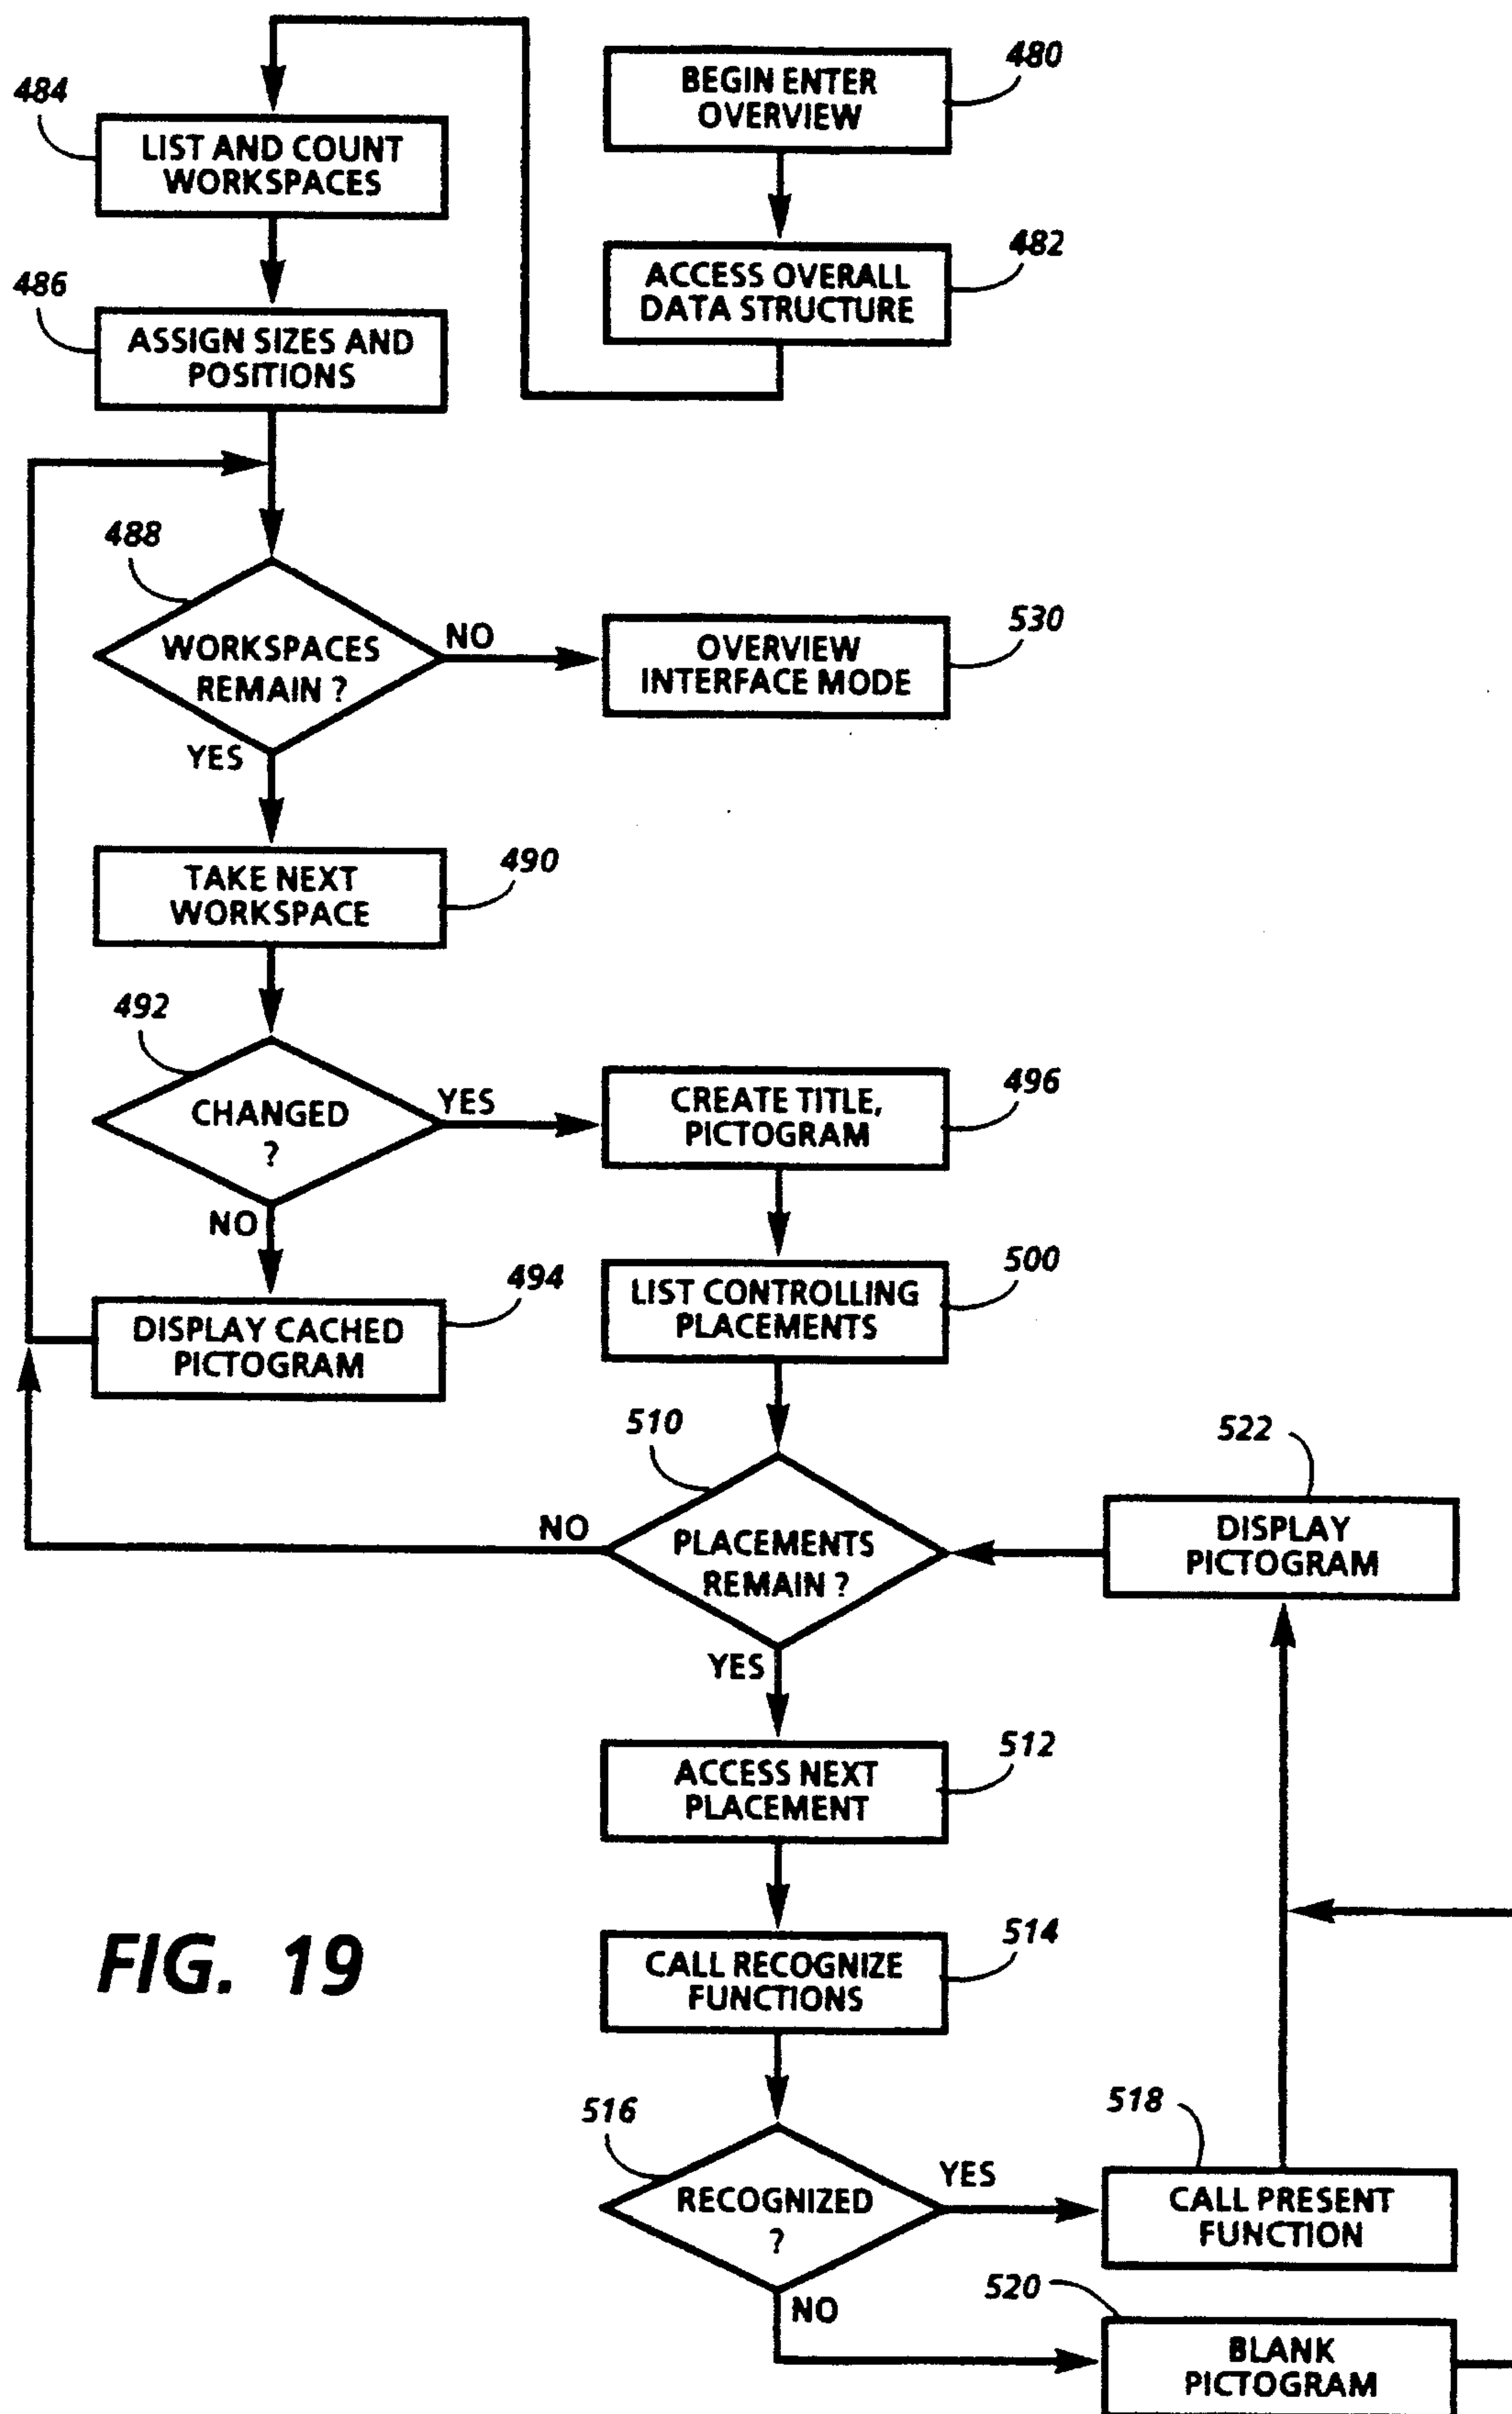 480
BEGIN ENTER
OVERVIEW
482
ACCESS OVERALL
DATA STRUCTURE
484
LIST AND COUNT
WORKSPACES
486
ASSIGN SIZES AND
POSITIONS
488
WORKSPACES
REMAIN ?
NO
530
OVERVIEW
INTERFACE MODE
YES
490
TAKE NEXT
WORKSPACE
492
CHANGED
?
YES
496
CREATE TITLE,
PICTOGRAM
NO
494
DISPLAY CACHED
PICTOGRAM
500
LIST CONTROLLING
PLACEMENTS
510
PLACEMENTS
REMAIN ?
NO
522
DISPLAY
PICTOGRAM
YES
512
ACCESS NEXT
PLACEMENT
514
CALL RECOGNIZE
FUNCTIONS
516
RECOGNIZED
?
YES
518
CALL PRESENT
FUNCTION
NO
520
BLANK
PICTOGRAM
FIG. 19